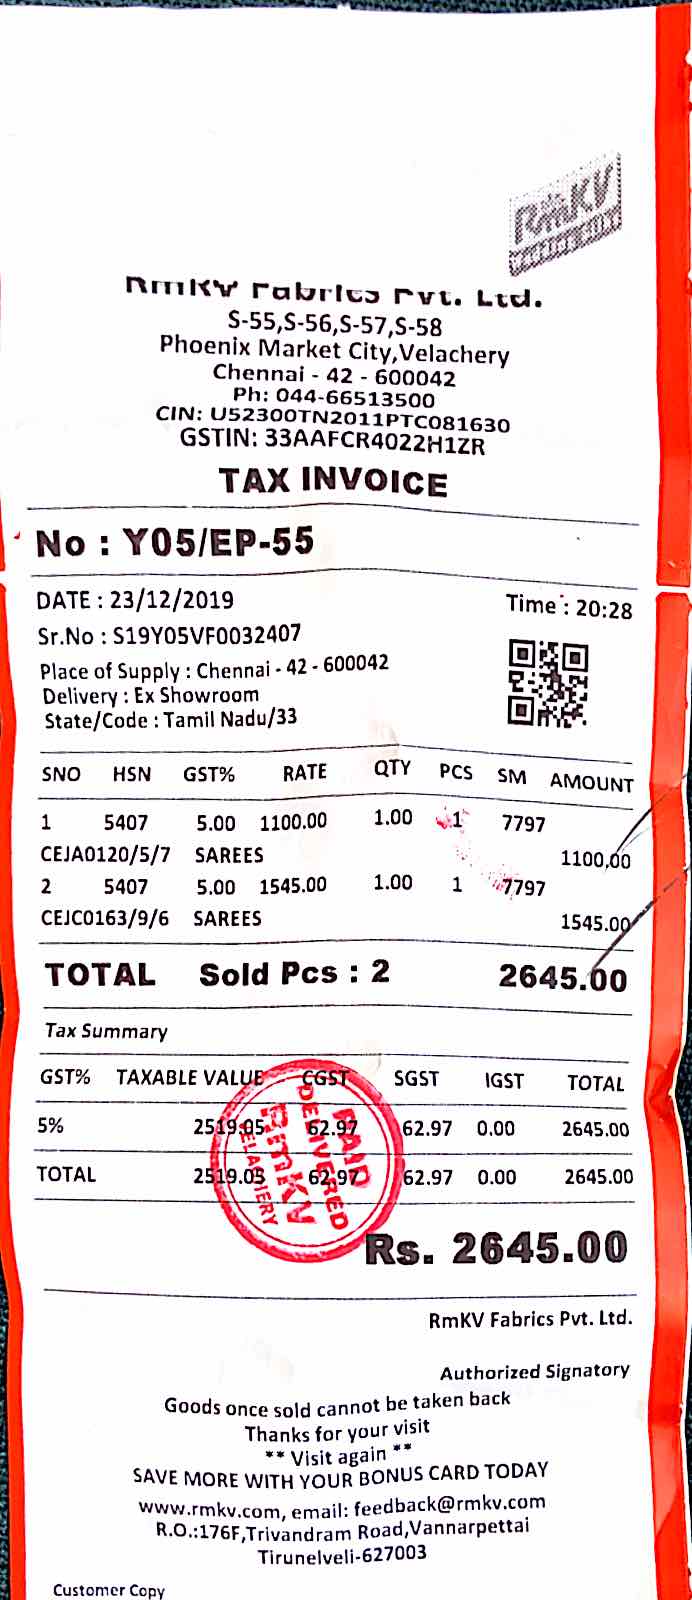 RmKV
RmKV Fabrics Pvt. Ltd.
S-55,S-56,S-57,S-58
Phoenix Market City,Velachery
Chennai - 42 - 600042
Ph: 044-66513500
CIN: U52300TN2011PTC081630
GSTIN: 33AAFCR4022H1ZR
TAX INVOICE
No : Y05/EP-55
DATE : 23/12/2019 Time : 20:28
Sr.No : S19Y05VF0032407
Place of Supply : Chennai - 42 - 600042
Delivery : Ex Showroom
State/Code : Tamil Nadu/33
SNO HSN GST% RATE QTY PCS SM AMOUNT
1 5407 5.00 1100.00 1.00 1 7797
CEJA0120/5/7 SAREES 1100.00
2 5407 5.00 1545.00 1.00 1 7797
CEJC0163/9/6 SAREES 1545.00
TOTAL Sold Pcs : 2 2645.00
Tax Summary
GST% TAXABLE VALUE CGST SGST IGST TOTAL
5% 2519.05 62.97 62.97 0.00 2645.00
TOTAL 2519.05 62.97 62.97 0.00 2645.00
PAID
DELIVERED
RmKV
VELACHERY
Rs. 2645.00
RmKV Fabrics Pvt. Ltd.
Authorized Signatory
Goods once sold cannot be taken back
Thanks for your visit
** Visit again **
SAVE MORE WITH YOUR BONUS CARD TODAY
www.rmkv.com, email: feedback@rmkv.com
R.O.:176F,Trivandram Road,Vannarpettai
Tirunelveli-627003
Customer Copy